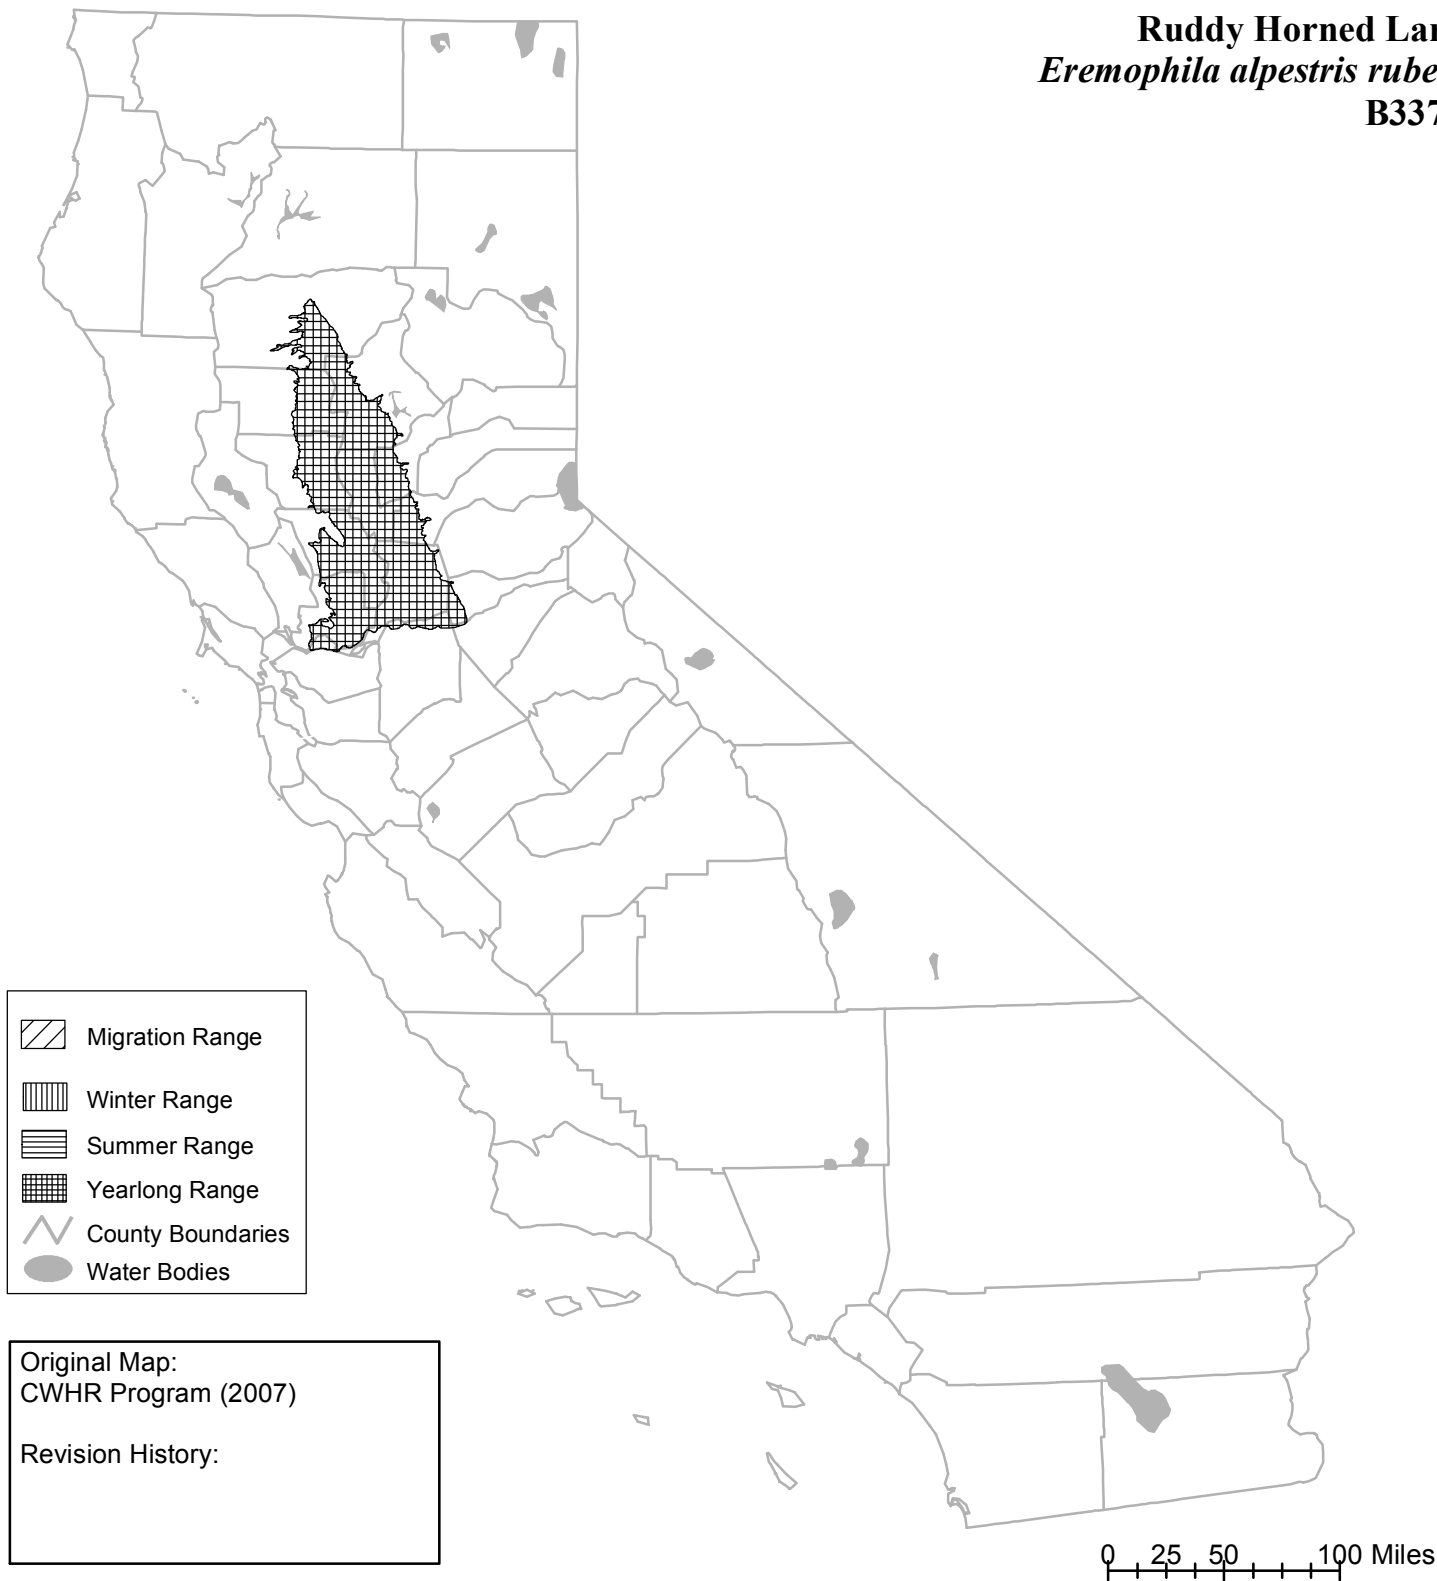 Ruddy Horned Lar
Eremophila alpestris rube
B337
Migration Range
Winter Range
Summer Range
Yearlong Range
County Boundaries
Water Bodies
Original Map:
CWHR Program (2007)
Revision History:
0 25 50 100 Miles